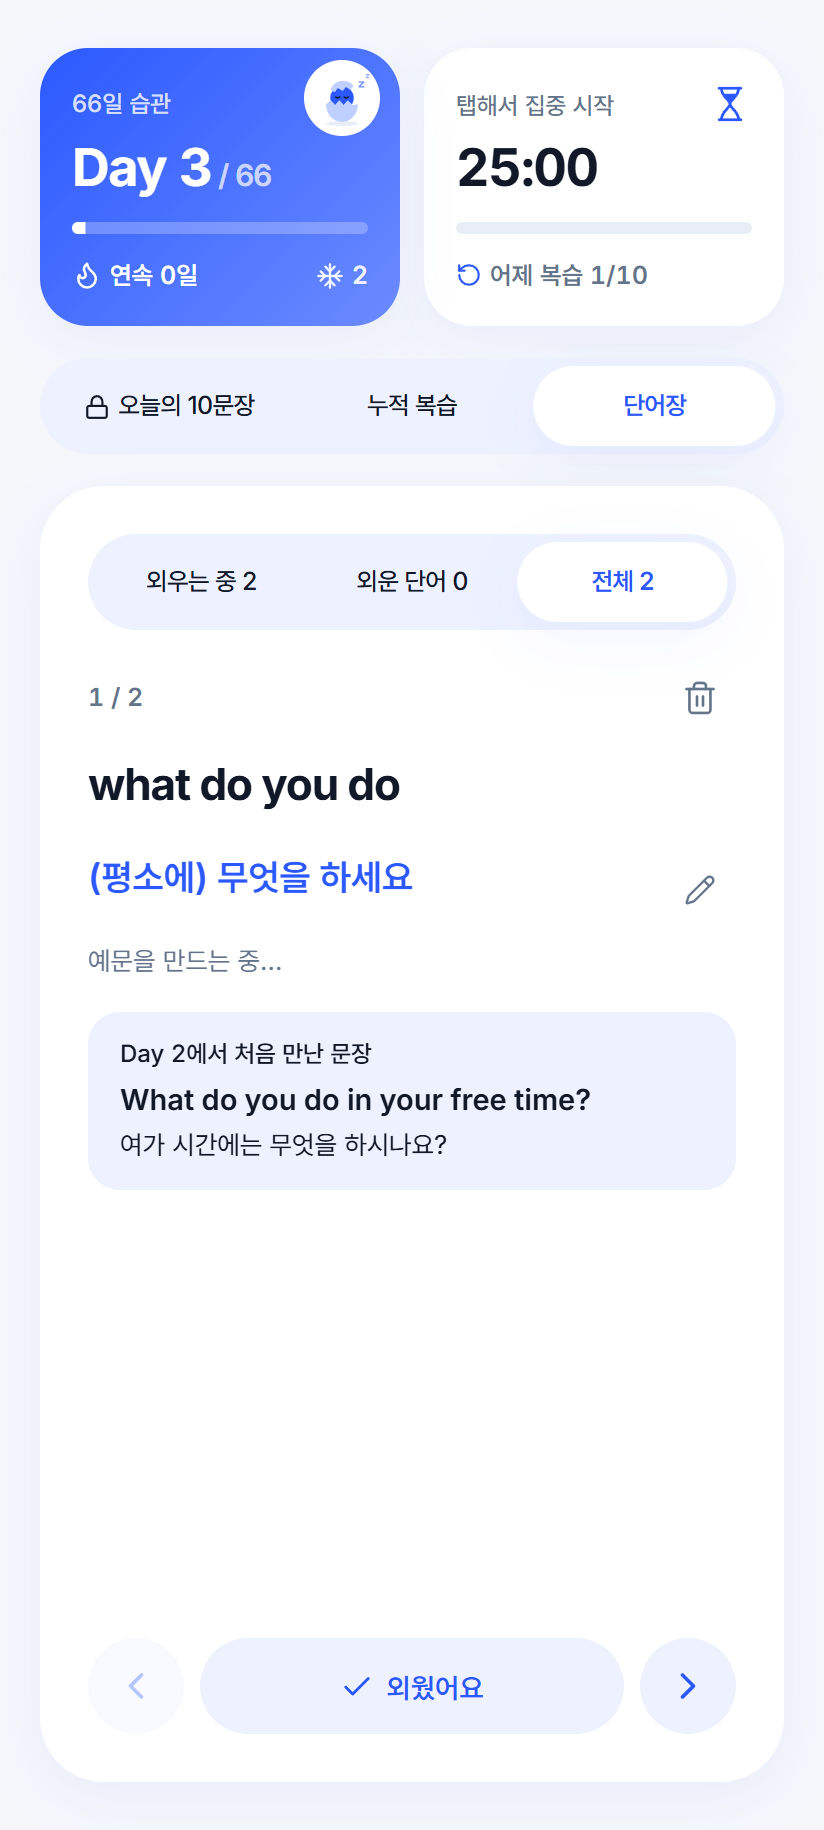 66일 습관
Day 3 / 66
연속 0일
2
탭해서 집중 시작
25:00
어제 복습 1/10
오늘의 10문장
누적 복습
단어장
외우는 중 2
외운 단어 0
전체 2
1 / 2
what do you do
(평소에) 무엇을 하세요
예문을 만드는 중...
Day 2에서 처음 만난 문장
What do you do in your free time?
여가 시간에는 무엇을 하시나요?
외웠어요